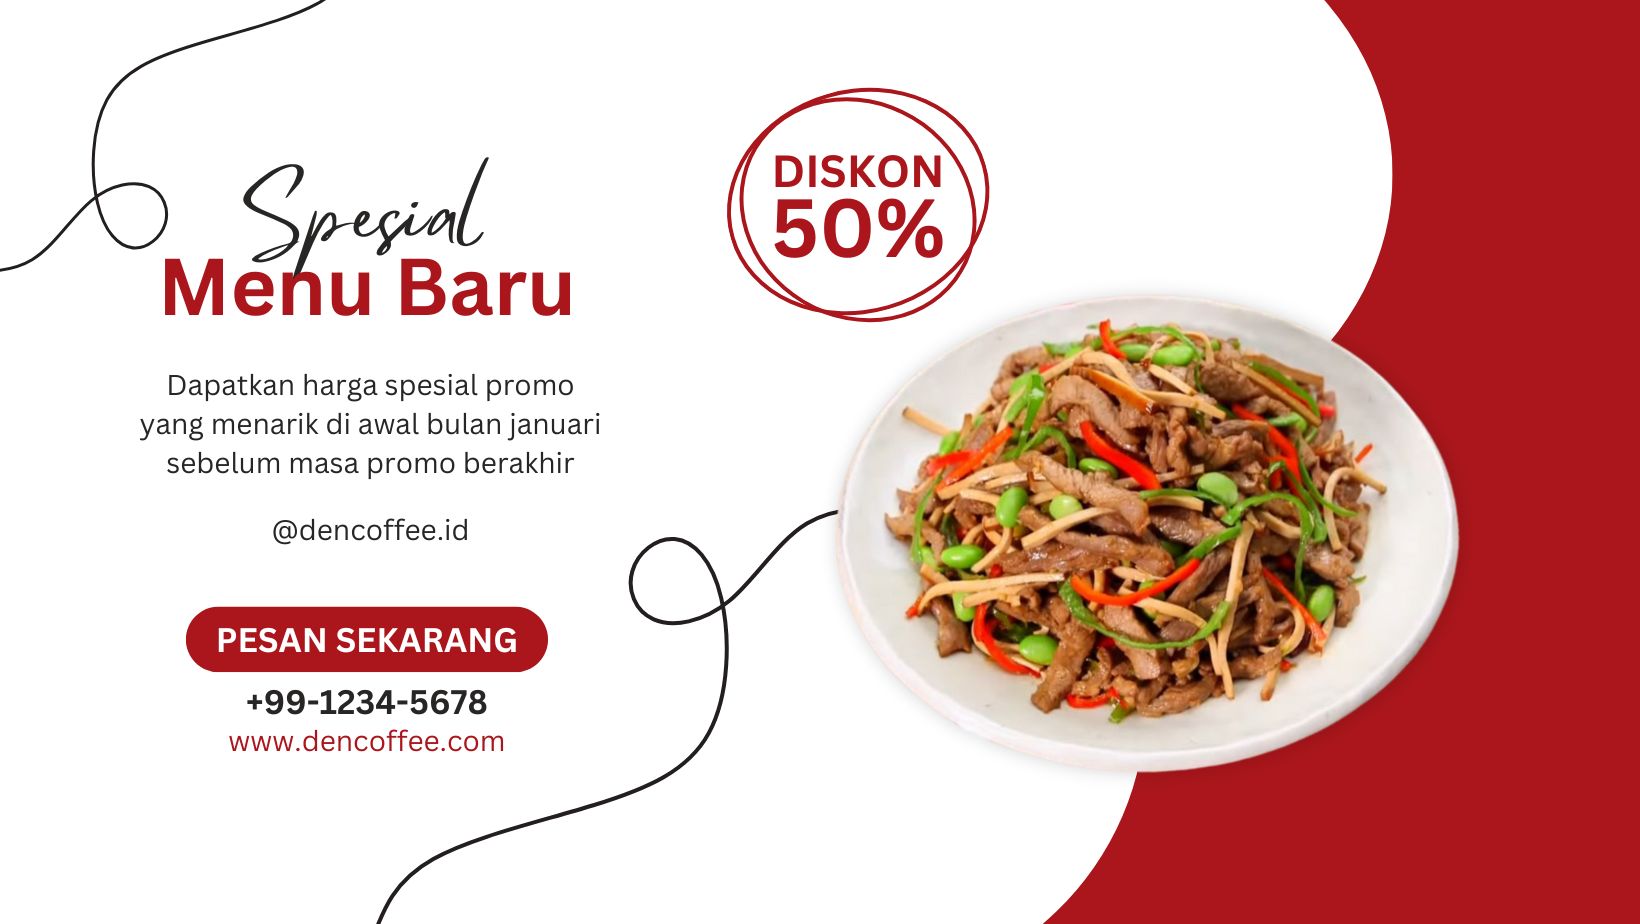 Spesial
Menu Baru
Dapatkan harga spesial promo
yang menarik di awal bulan januari
sebelum masa promo berakhir
@dencoffee.id
PESAN SEKARANG
+99-1234-5678
www.dencoffee.com
DISKON
50%